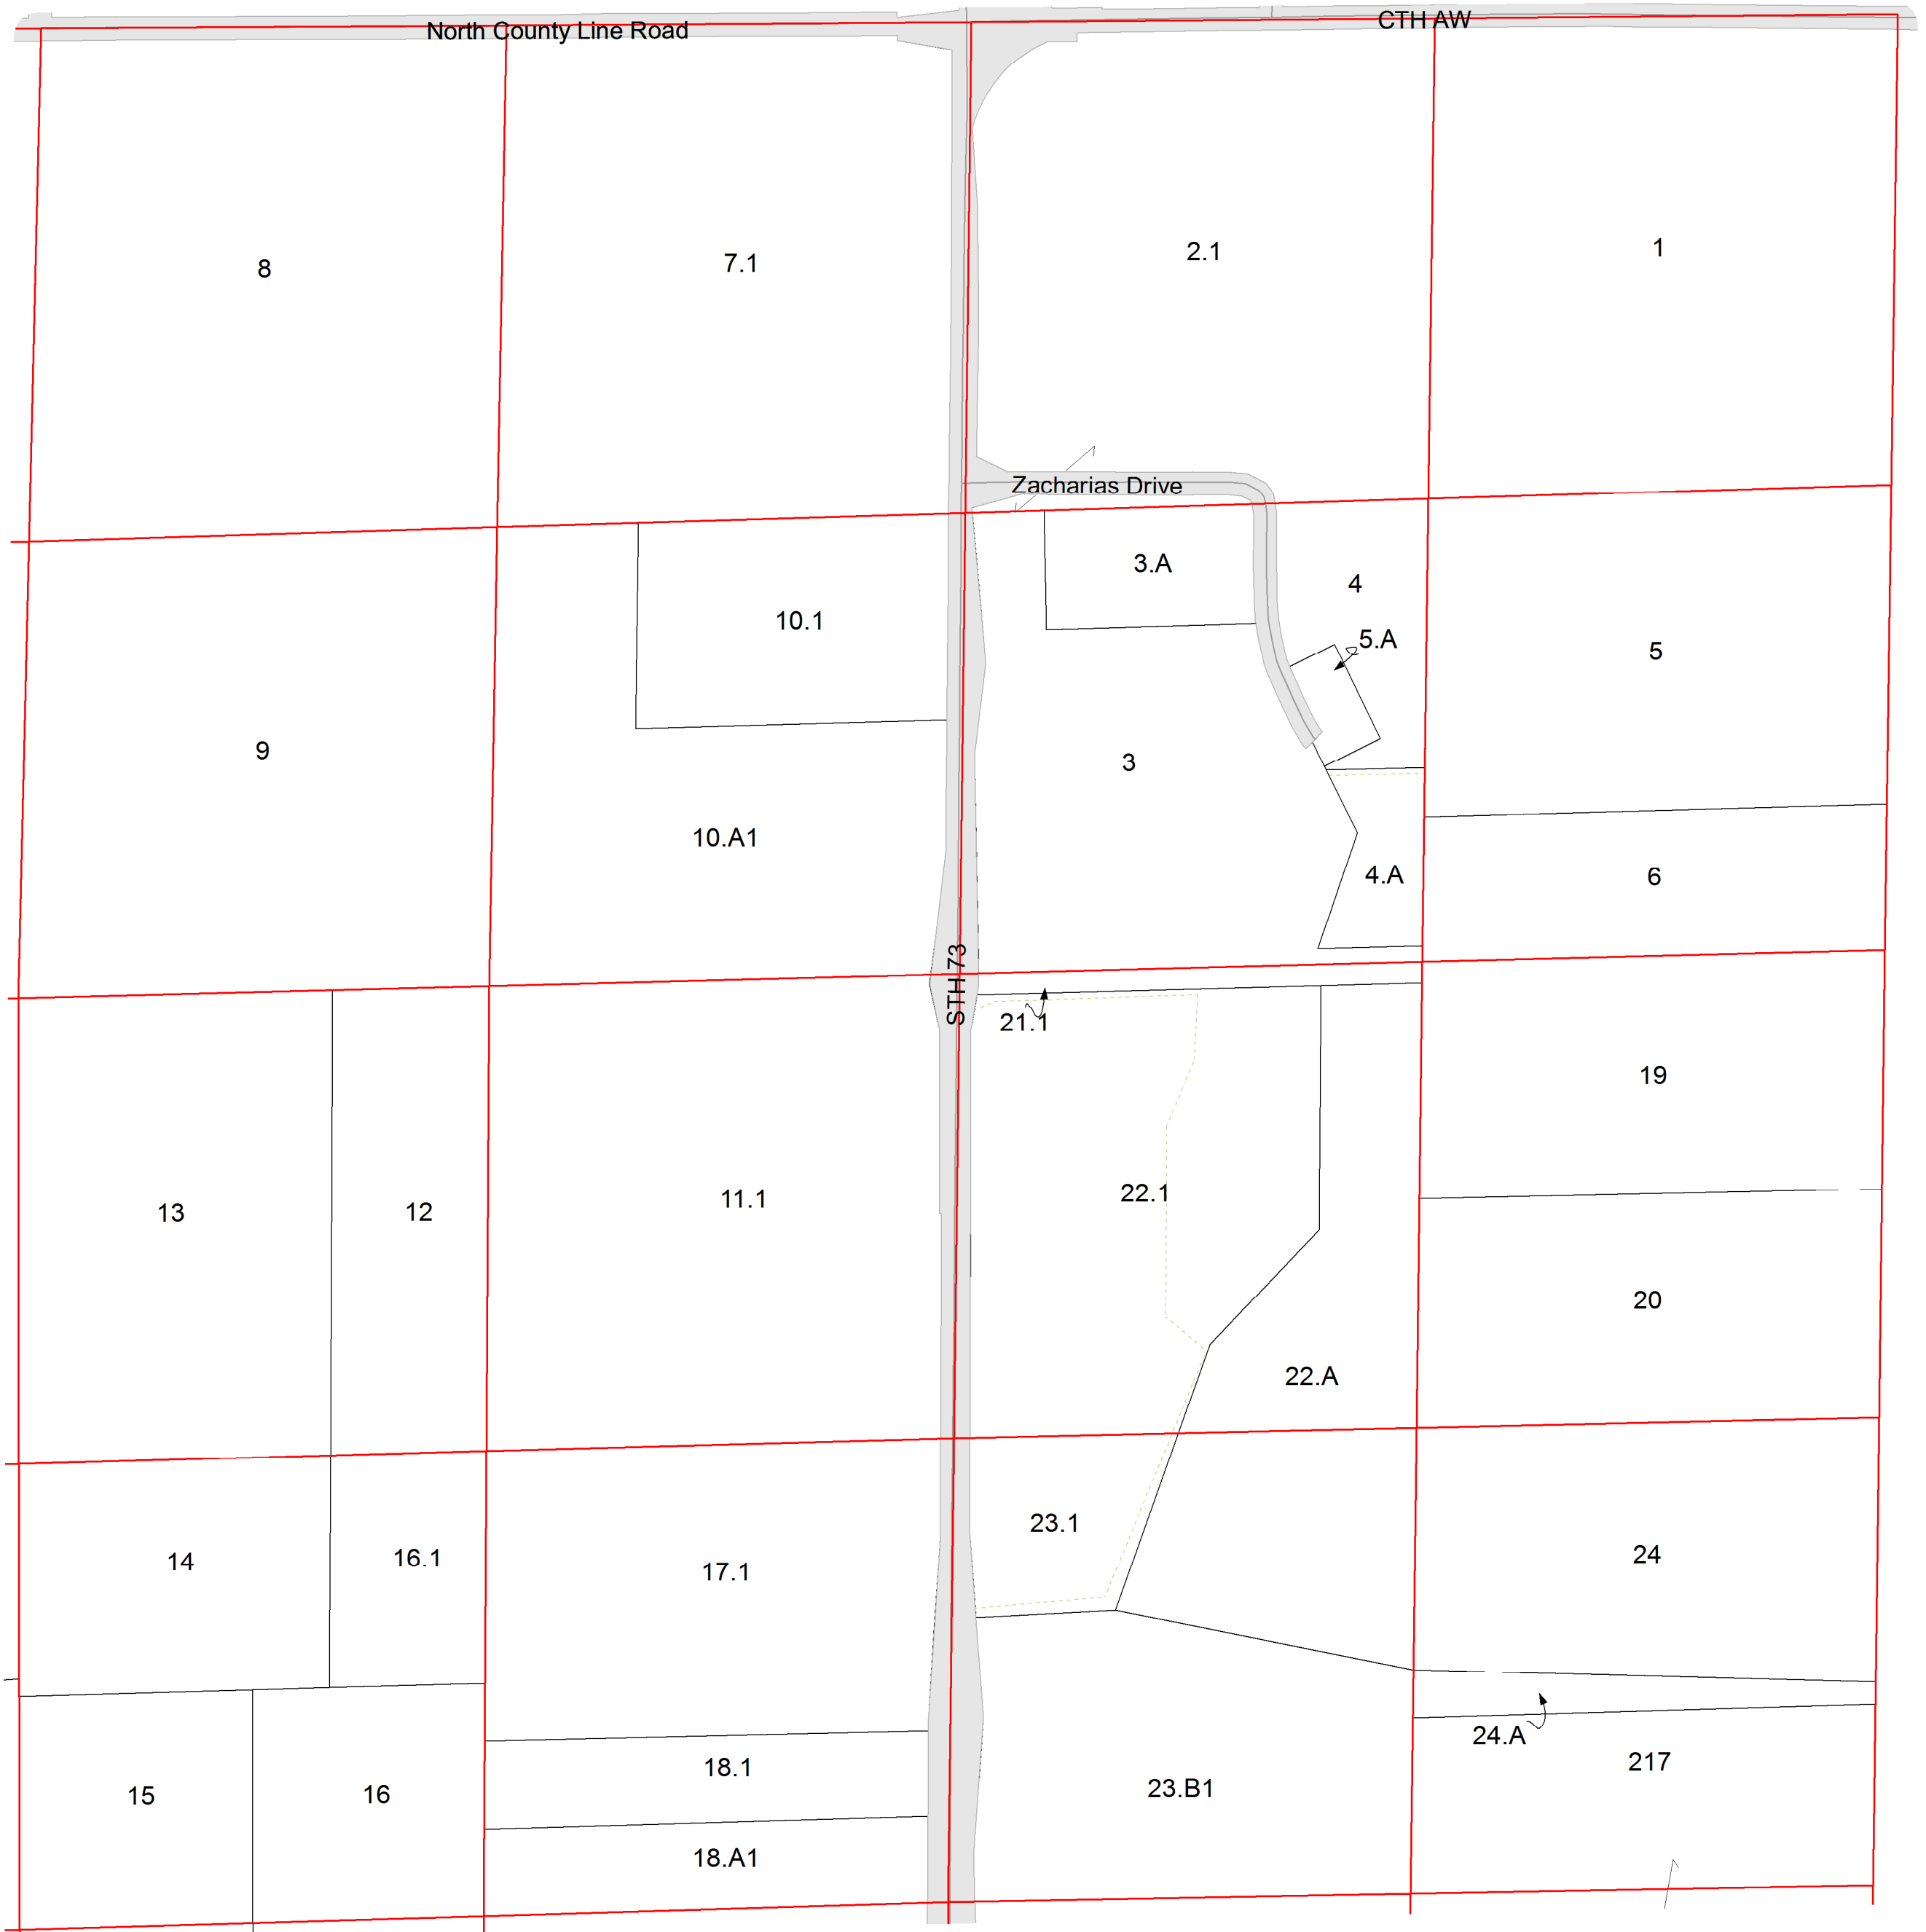 CTH AW
North County Line Road
8
7.1
2.1
1
Zacharias Drive
3.A
4
10.1
5.A
5
9
3
10.A1
4.A
6
STH 73
21.1
19
13
12
11.1
22.1
20
22.A
23.1
14
16.1
17.1
24
24.A
15
16
18.1
23.B1
217
18.A1